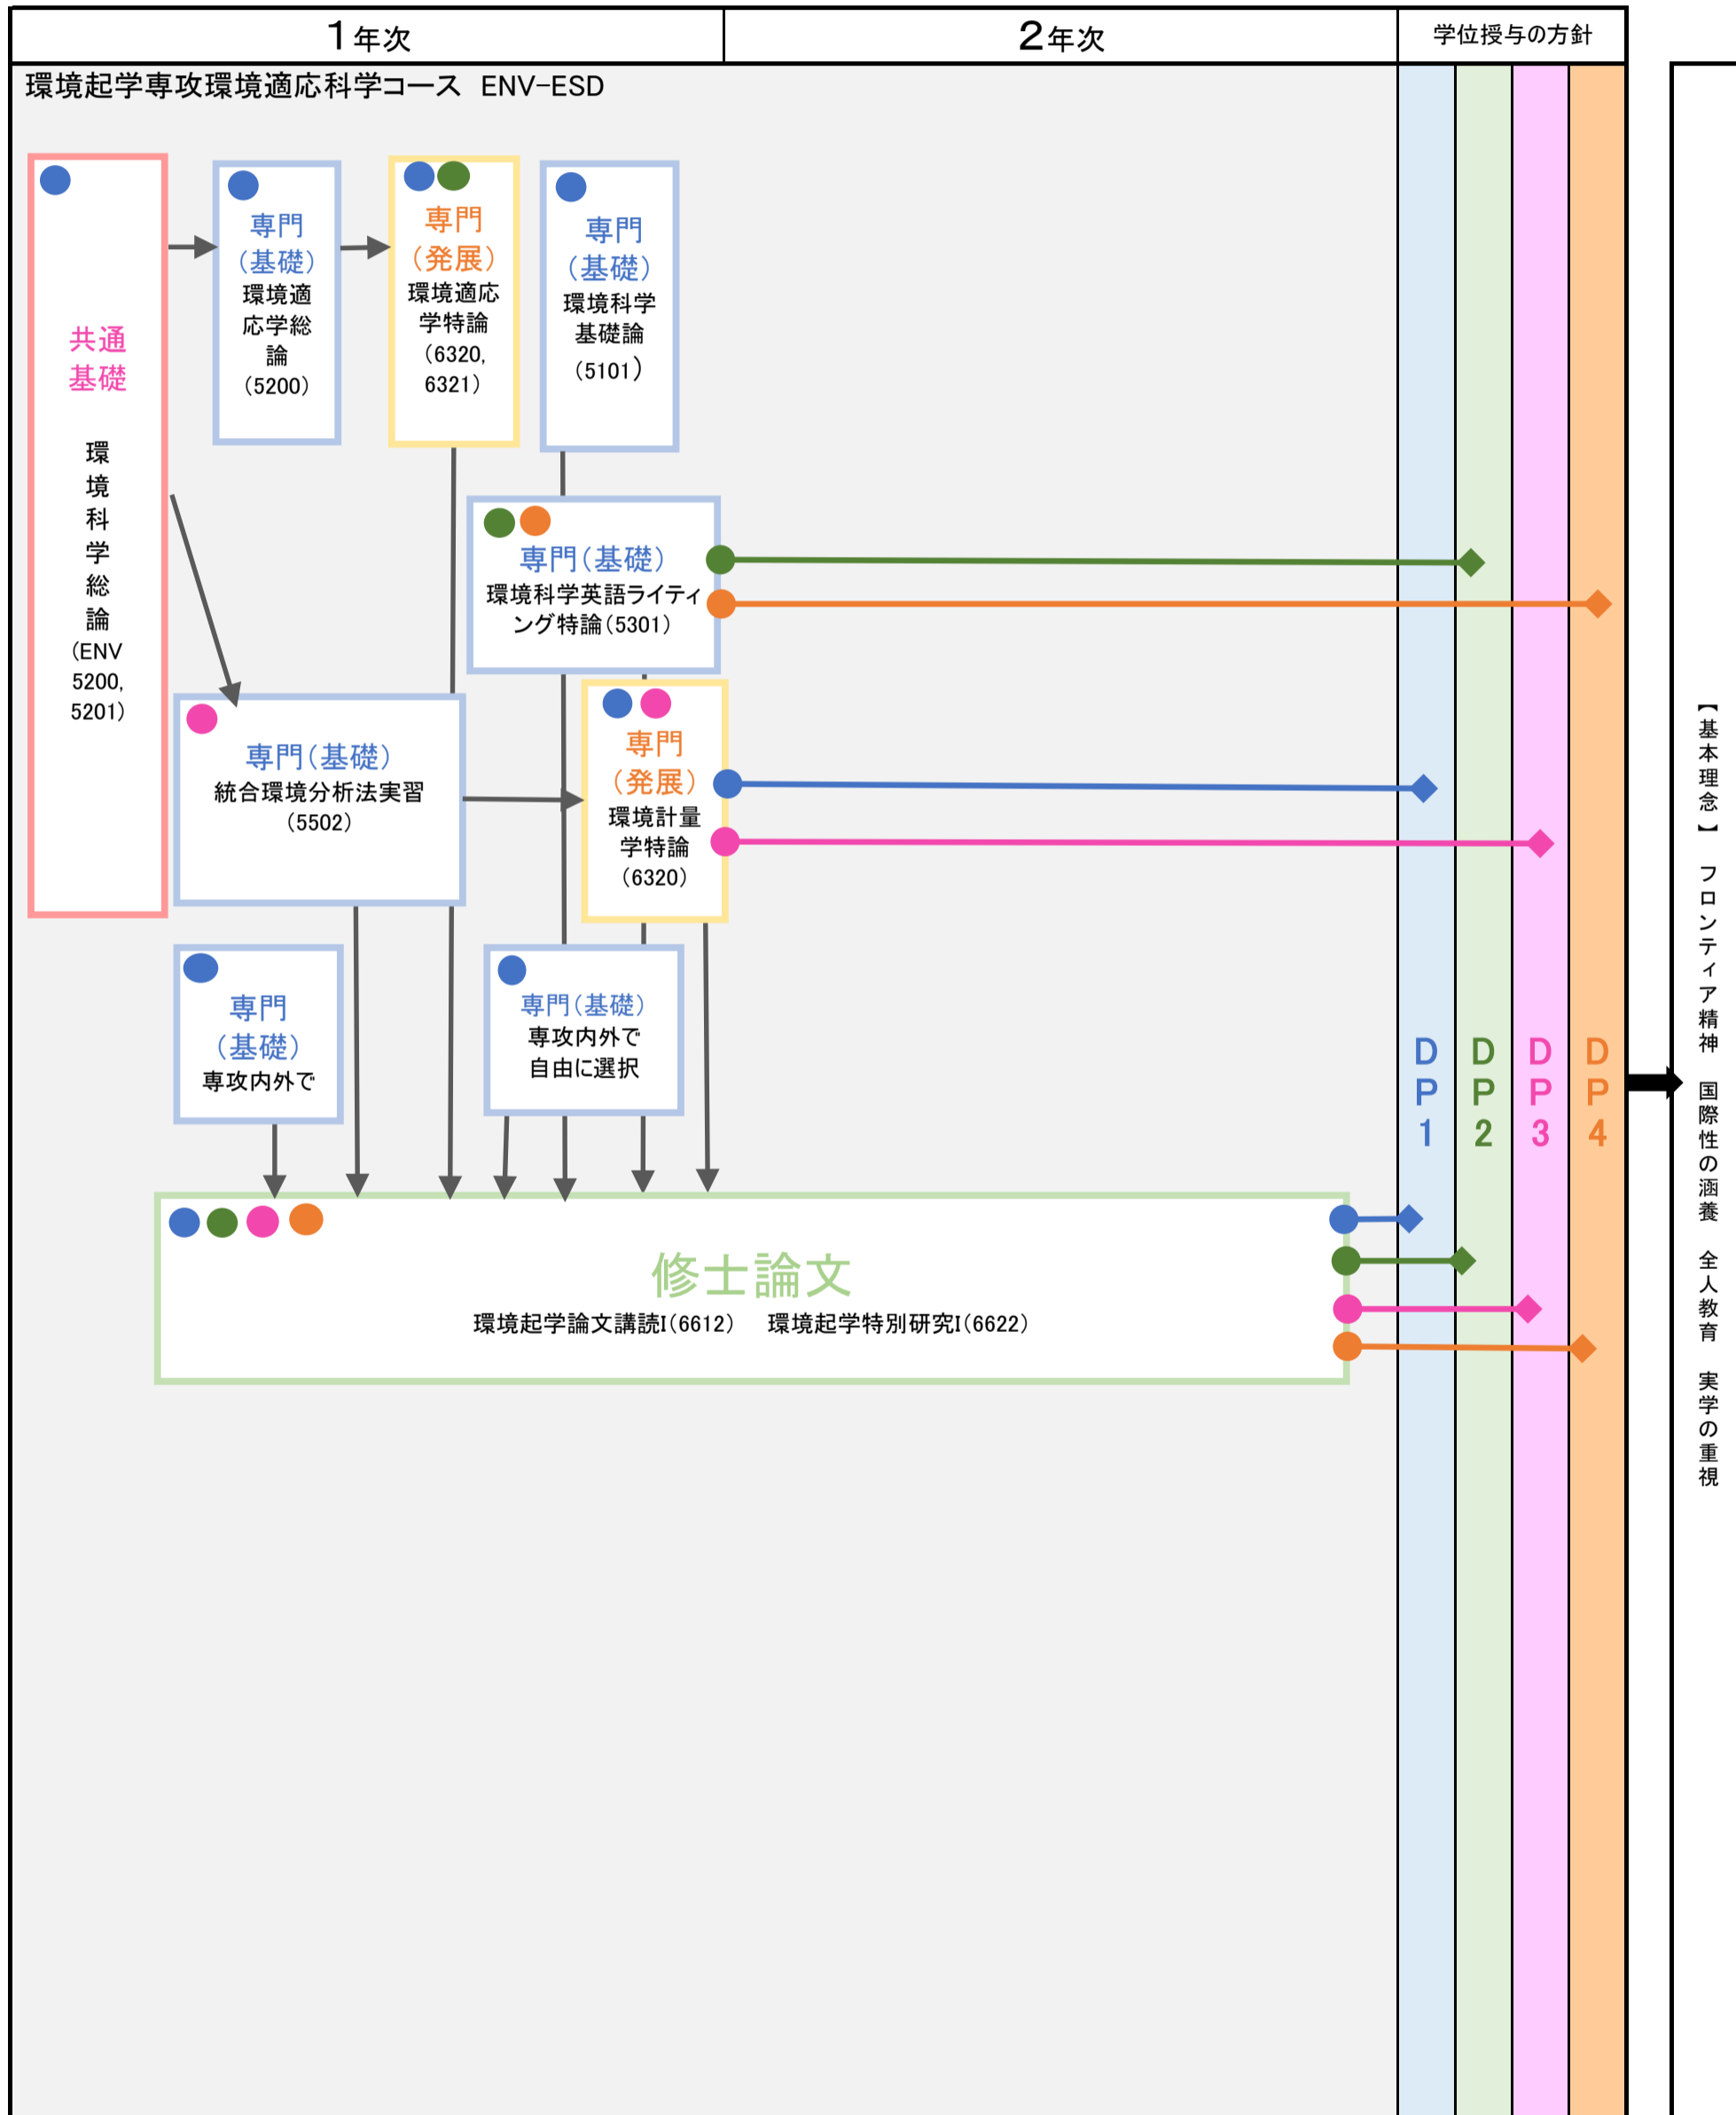 1年次
2年次
学位授与の方針
環境起学専攻環境適応科学コース ENV-ESD
共通
基礎
環
境
科
学
総
論
(ENV
5200,
5201)
専門
(基礎)
環境適
応学総
論
(5200)
専門
(発展)
環境適応
学特論
(6320,
6321)
専門
(基礎)
環境科学
基礎論
(5101)
専門(基礎)
環境科学英語ライティ
ング特論(5301)
専門(基礎)
統合環境分析法実習
(5502)
専門
(発展)
環境計量
学特論
(6320)
専門
(基礎)
専攻内外で
専門(基礎)
専攻内外で
自由に選択
修士論文
環境起学論文講読I(6612) 環境起学特別研究I(6622)
DP1
DP2
DP3
DP4
【基本理念】 フロンティア精神 国際性の涵養 全人教育 実学の重視